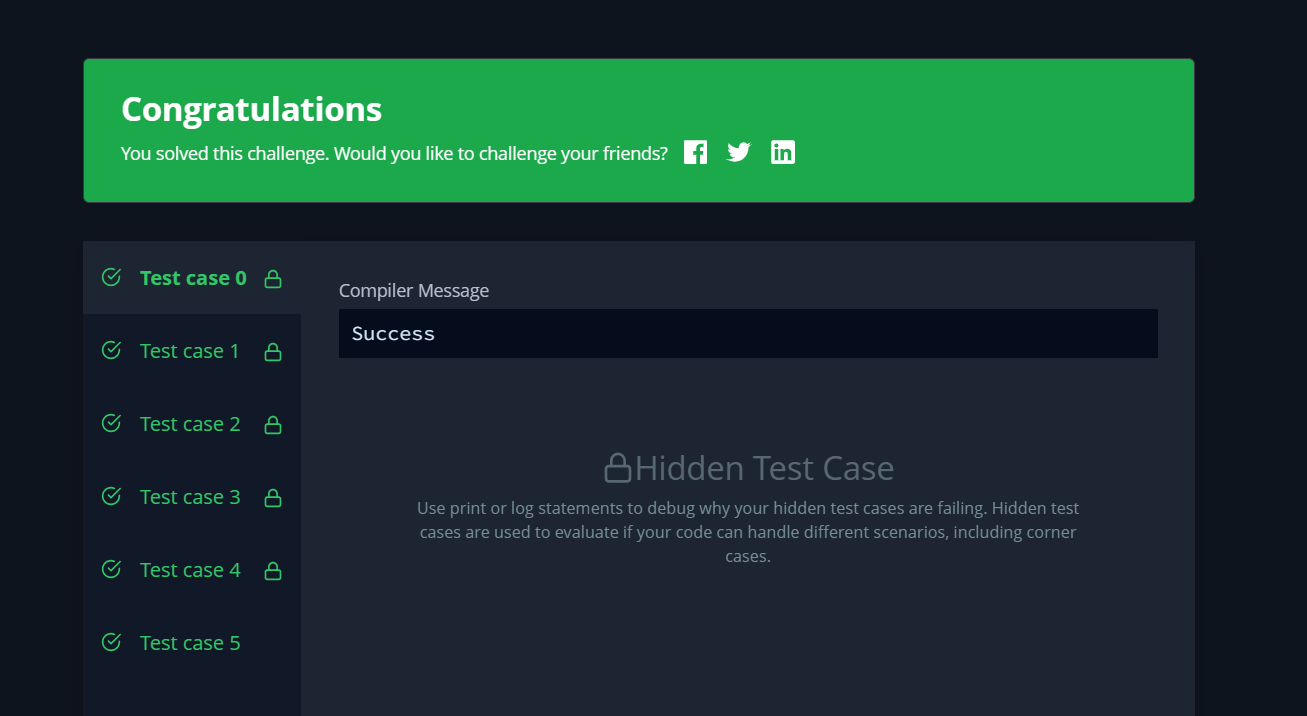 Congratulations
You solved this challenge. Would you like to challenge your friends?
Test case 0
Test case 1
Test case 2
Test case 3
Test case 4
Test case 5
Compiler Message
Success
Hidden Test Case
Use print or log statements to debug why your hidden test cases are failing. Hidden test
cases are used to evaluate if your code can handle different scenarios, including corner
cases.